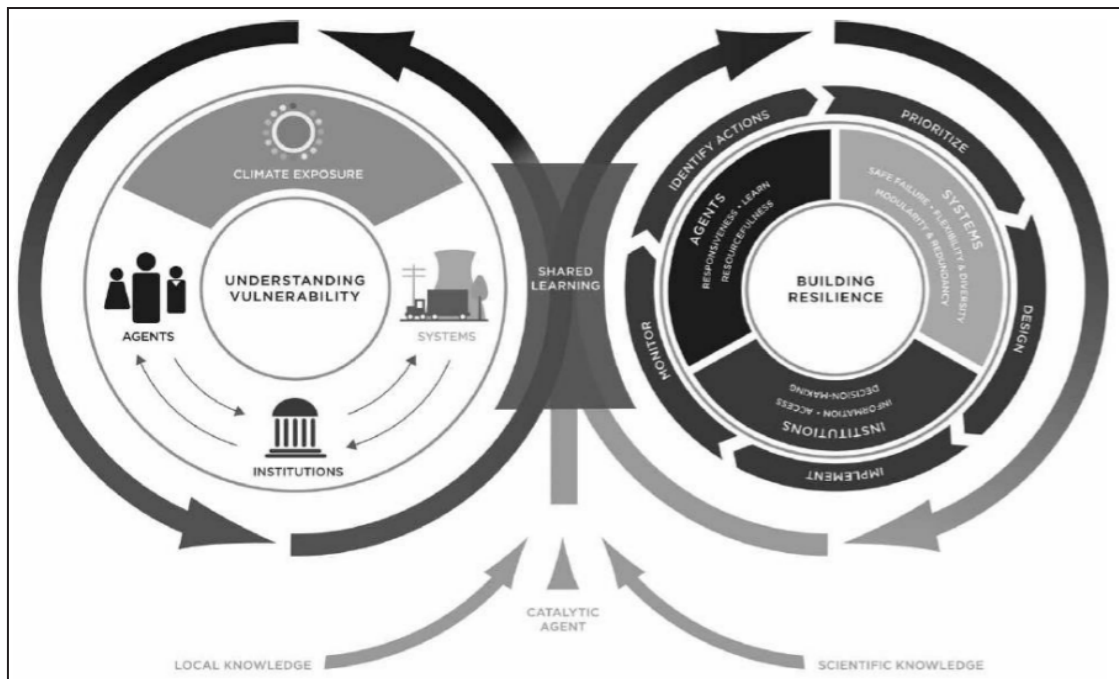 CLIMATE EXPOSURE
UNDERSTANDING
VULNERABILITY
AGENTS
SYSTEMS
INSTITUTIONS
SHARED
LEARNING
IDENTIFY ACTIONS
PRIORITIZE
DESIGN
IMPLEMENT
MONITOR
AGENTS
RESPONSIVENESS • LEARN
RESOURCEFULNESS
SYSTEMS
SAFE FAILURE • FLEXIBILITY & DIVERSITY
MODULARITY & REDUNDANCY
INSTITUTIONS
INFORMATION • ACCESS
DECISION-MAKING
BUILDING
RESILIENCE
CATALYTIC
AGENT
LOCAL KNOWLEDGE
SCIENTIFIC KNOWLEDGE